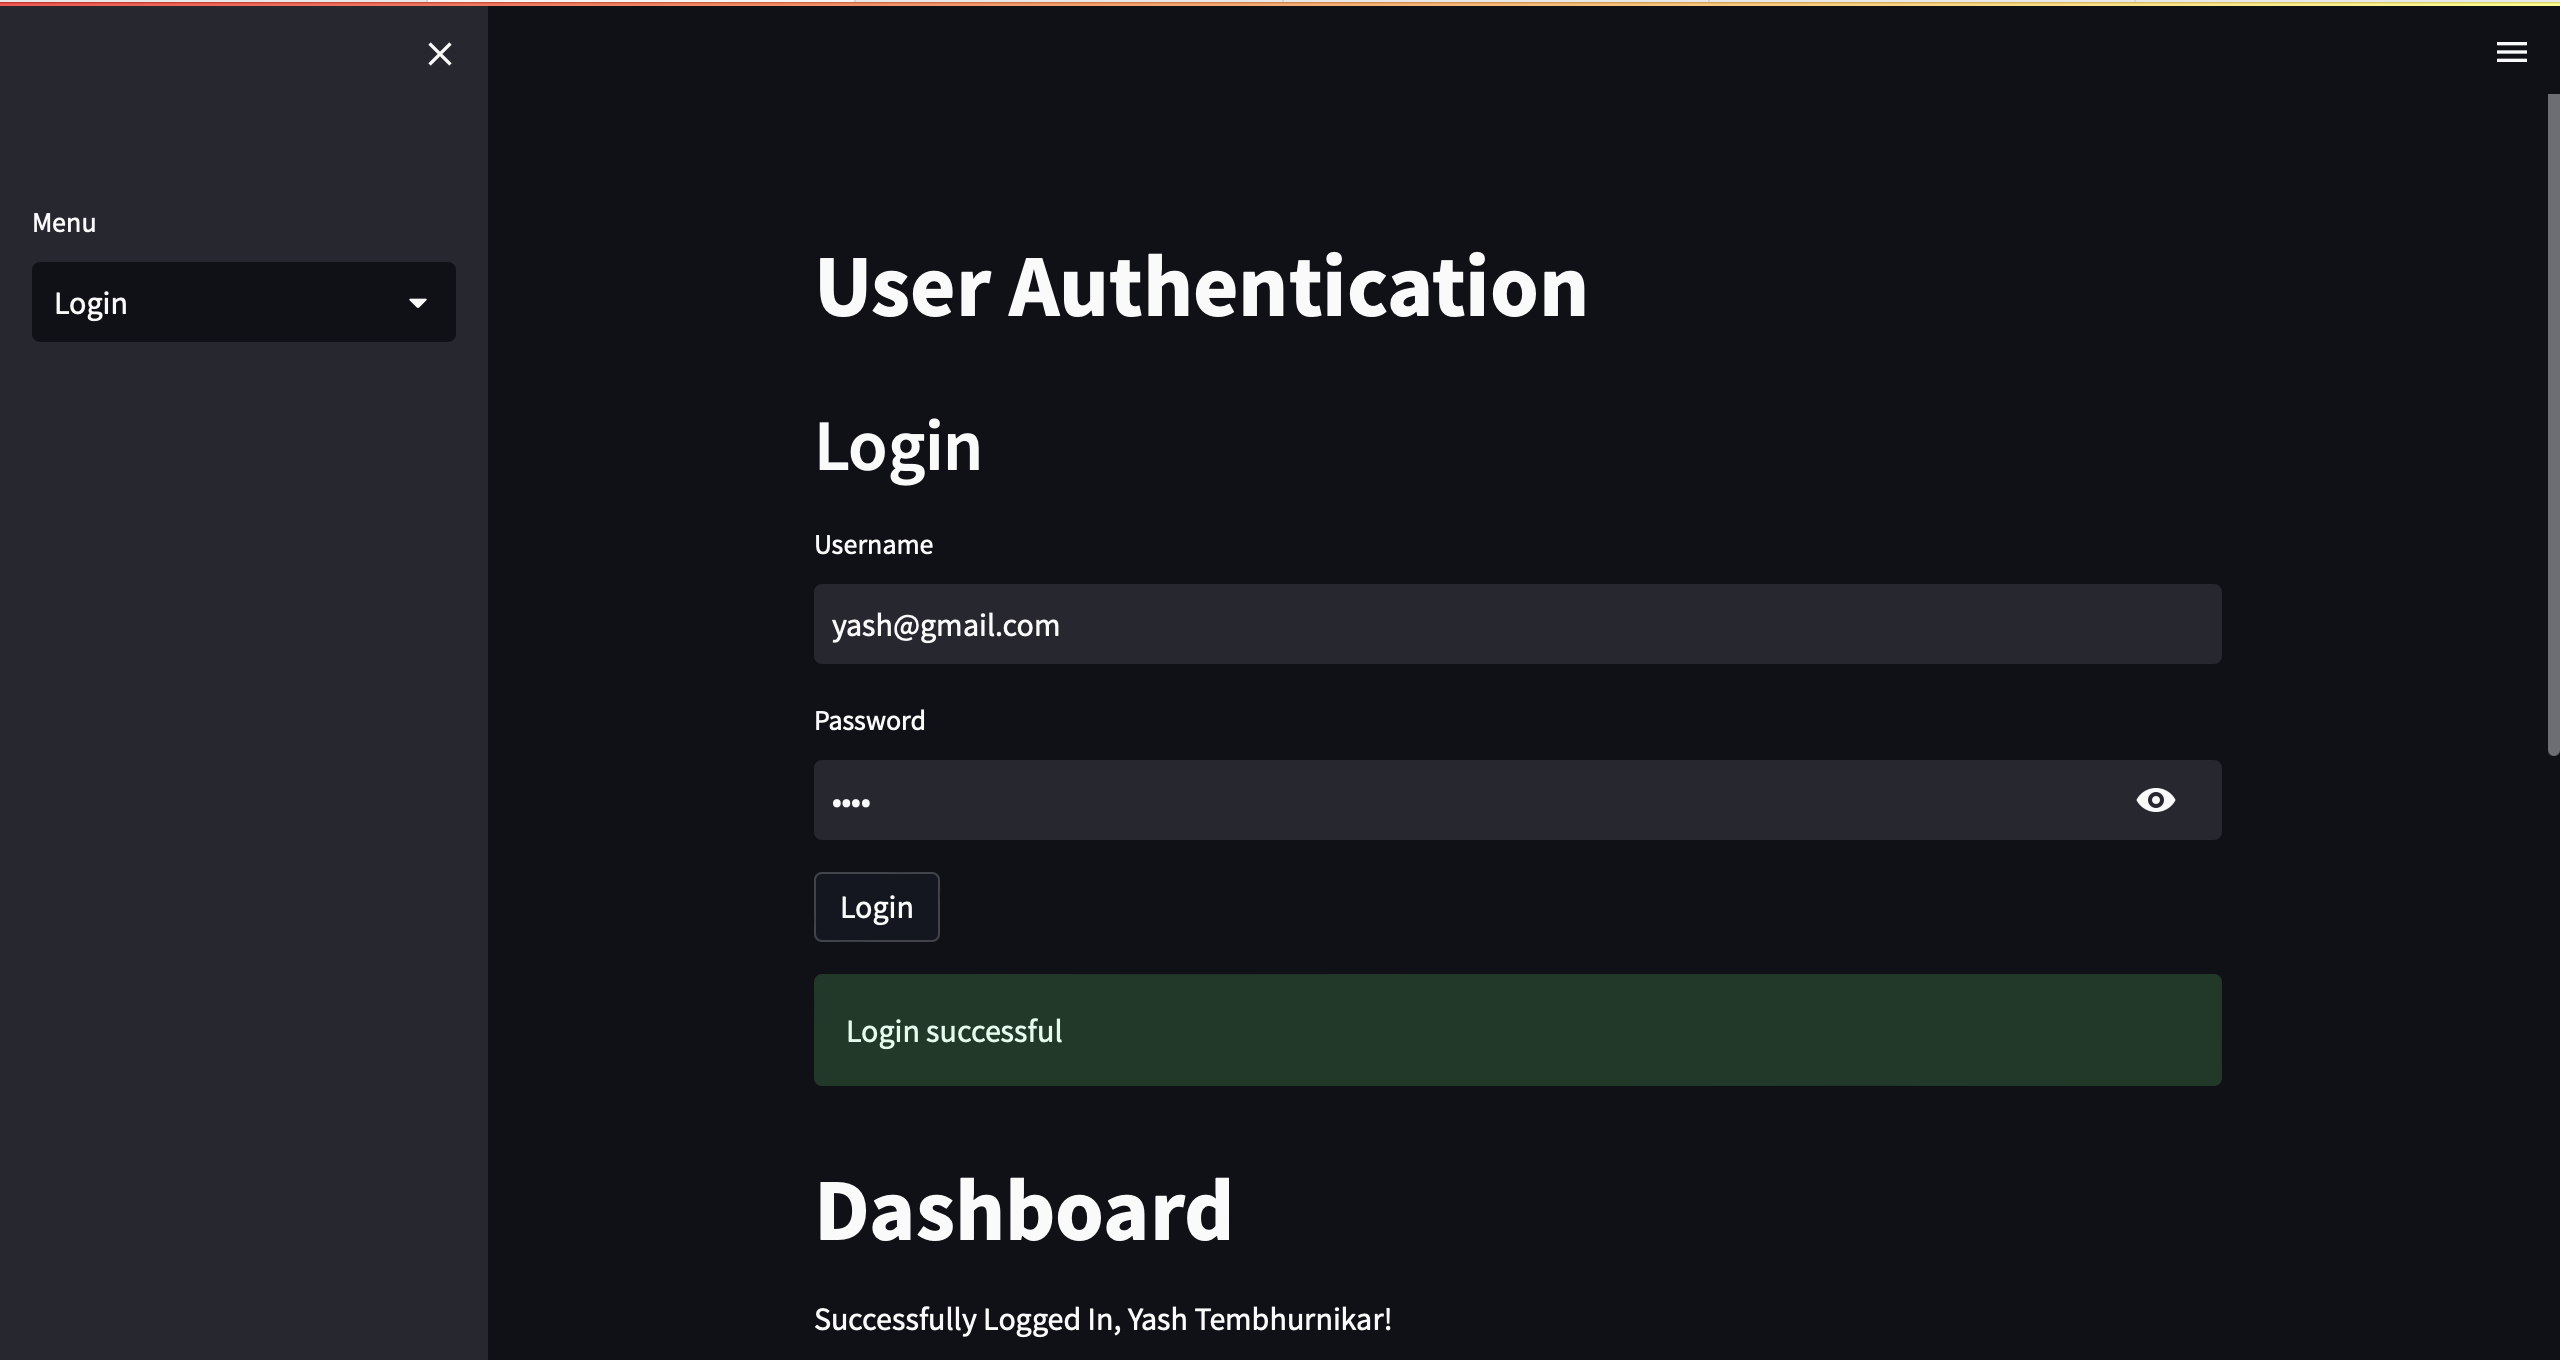 Menu
Login
User Authentication
Login
Username
yash@gmail.com
Password
••••
Login
Login successful
Dashboard
Successfully Logged In, Yash Tembhurnikar!